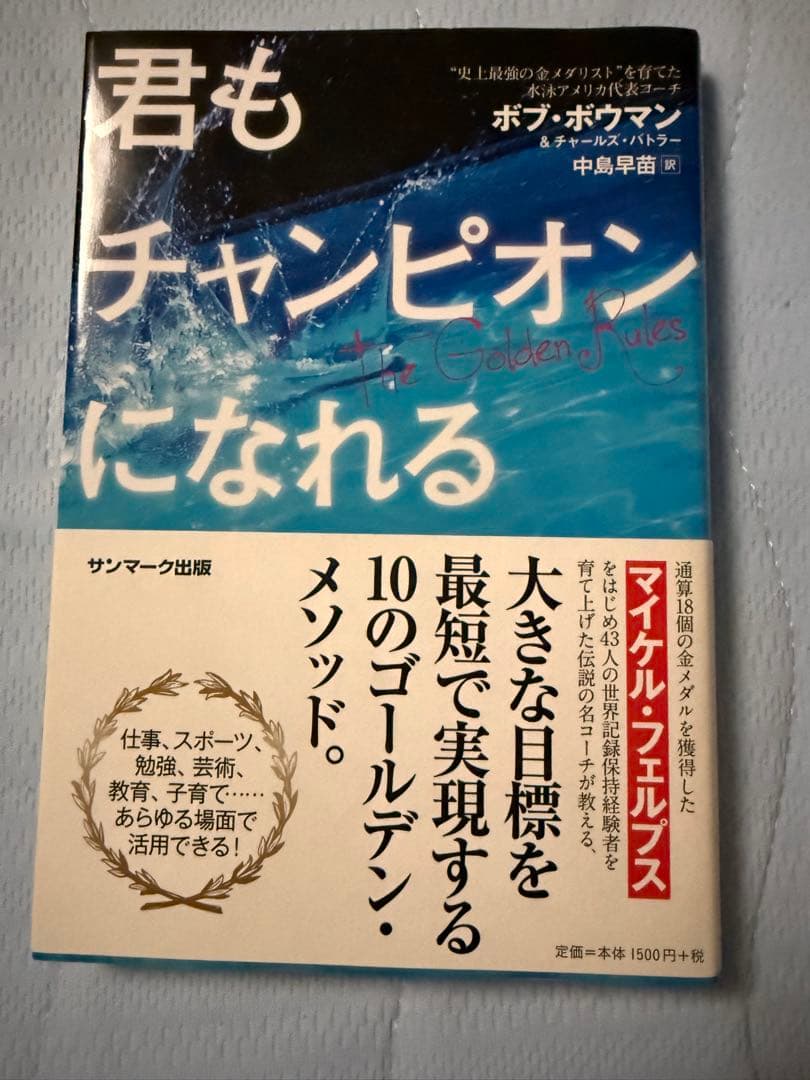 君も
チャンピオン
になれる
"史上最強の金メダリスト"を育てた
水泳アメリカ代表コーチ
ボブ・ボウマン
&チャールズ・バトラー
中島早苗 訳
The Golden Rules
サンマーク出版
通算18個の金メダルを獲得した
マイケル・フェルプス
をはじめ43人の世界記録保持経験者を
育て上げた伝説の名コーチが教える、
大きな目標を
最短で実現する
10のゴールデン・
メソッド。
仕事、スポーツ、
勉強、芸術、
教育、子育て……
あらゆる場面で
活用できる!
定価=本体1500円+税